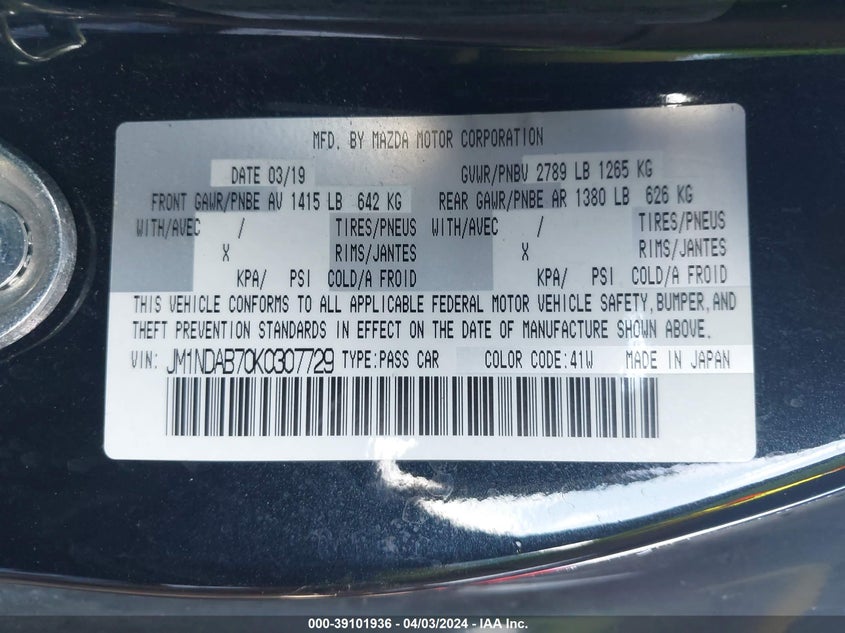 MFD. BY MAZDA MOTOR CORPORATION
DATE 03/19 GVWR/PNBV 2789 LB 1265 KG
FRONT GAWR/PNBE AV 1415 LB 642 KG REAR GAWR/PNBE AR 1380 LB 626 KG
WITH/AVEC / TIRES/PNEUS WITH/AVEC / TIRES/PNEUS
X RIMS/JANTES X RIMS/JANTES
KPA/ PSI COLD/A FROID KPA/ PSI COLD/A FROID
THIS VEHICLE CONFORMS TO ALL APPLICABLE FEDERAL MOTOR VEHICLE SAFETY, BUMPER, AND
THEFT PREVENTION STANDARDS IN EFFECT ON THE DATE OF MANUFACTURE SHOWN ABOVE.
VIN: JM1NDAB70K0307729 TYPE:PASS CAR COLOR CODE:41W MADE IN JAPAN
000-39101936 - 04/03/2024 - IAA Inc.